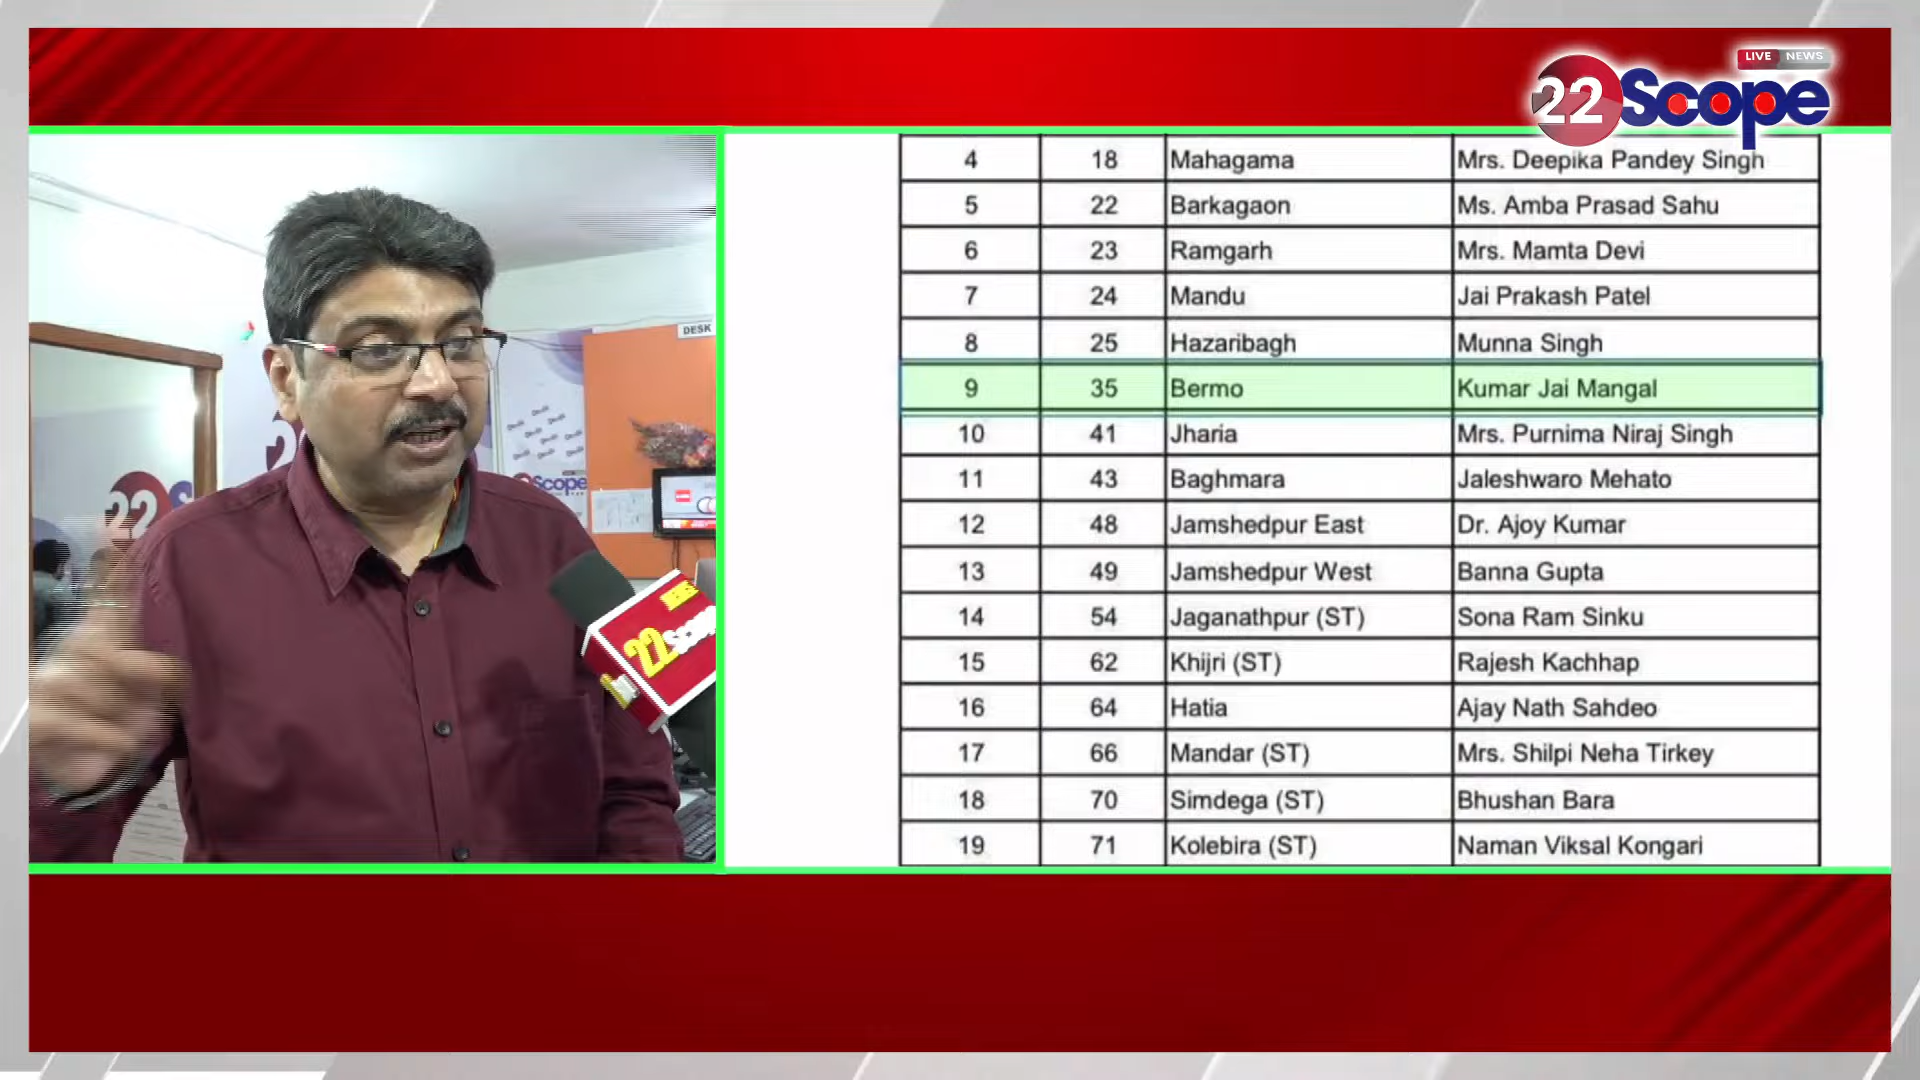 LIVE NEWS
22Scope
4 18 Mahagama Mrs. Deepika Pandey Singh
5 22 Barkagaon Ms. Amba Prasad Sahu
6 23 Ramgarh Mrs. Mamta Devi
7 24 Mandu Jai Prakash Patel
8 25 Hazaribagh Munna Singh
9 35 Bermo Kumar Jai Mangal
10 41 Jharia Mrs. Purnima Niraj Singh
11 43 Baghmara Jaleshwaro Mehato
12 48 Jamshedpur East Dr. Ajoy Kumar
13 49 Jamshedpur West Banna Gupta
14 54 Jaganathpur (ST) Sona Ram Sinku
15 62 Khijri (ST) Rajesh Kachhap
16 64 Hatia Ajay Nath Sahdeo
17 66 Mandar (ST) Mrs. Shilpi Neha Tirkey
18 70 Simdega (ST) Bhushan Bara
19 71 Kolebira (ST) Naman Viksal Kongari
DESK
22
Scope
NEWS
22Scope